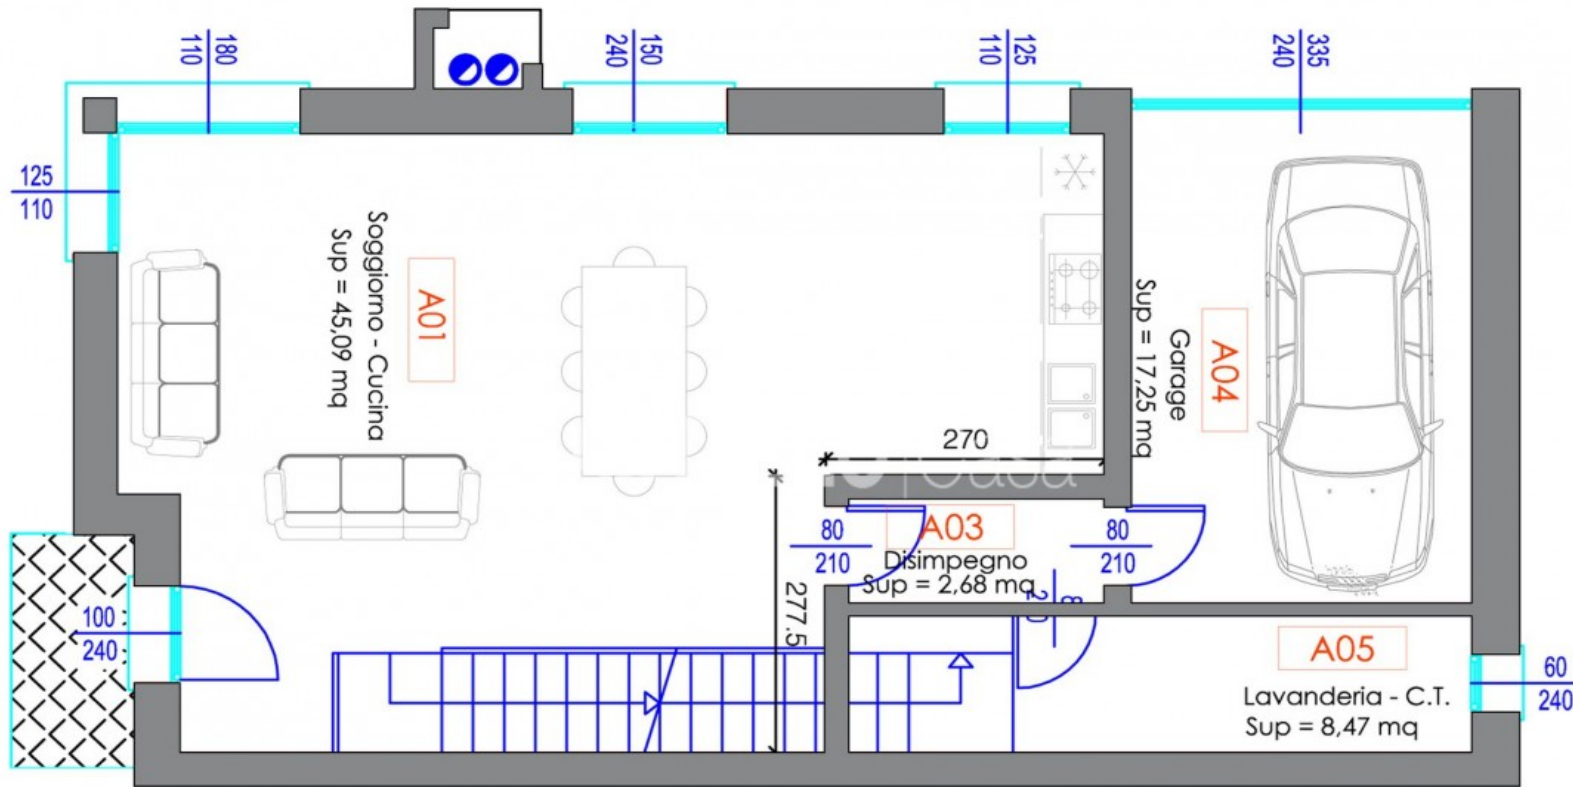 180
110
150
240
125
110
335
240
125
110
A01
Soggiorno - Cucina
Sup = 45,09 mq
A04
Garage
Sup = 17,25 mq
270
Casa
80
210
A03
Disimpegno
Sup = 2,68 mq
80
210
277.5
100
240
A05
Lavanderia - C.T.
Sup = 8,47 mq
60
240